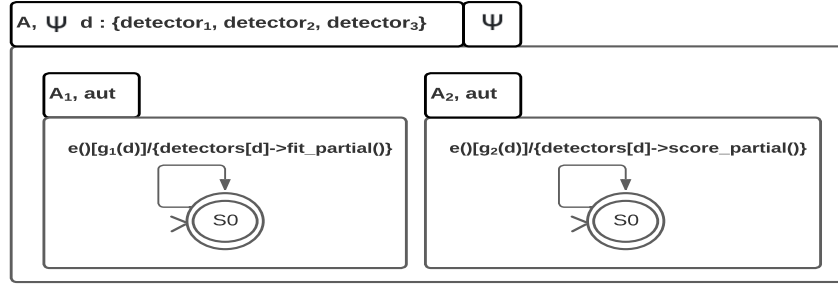 A, Ψ d : {detector₁, detector₂, detector₃} Ψ
A₁, aut A₂, aut
e()[g₁(d)]/{detectors[d]->fit_partial()} e()[g₂(d)]/{detectors[d]->score_partial()}
S0 S0